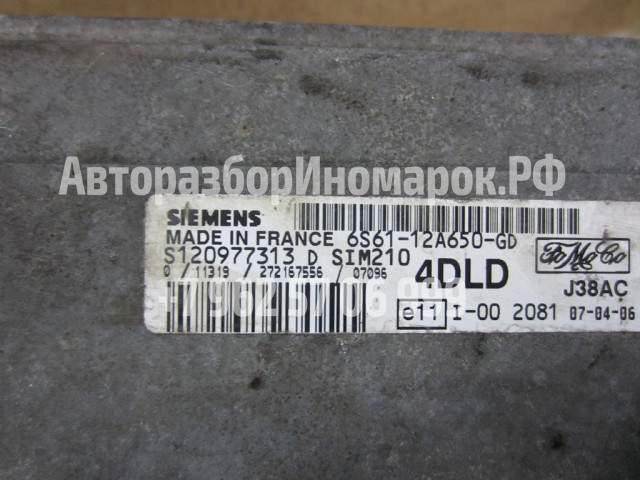 АвторазборИномарок.РФ
SIEMENS
MADE IN FRANCE 6S61-12A650-GD
S120977313 D SIM210
0 / 11319 / 272167556 / 07096
4DLD
FoMoCo
J38AC
e11 I-00 2081 07-04-06